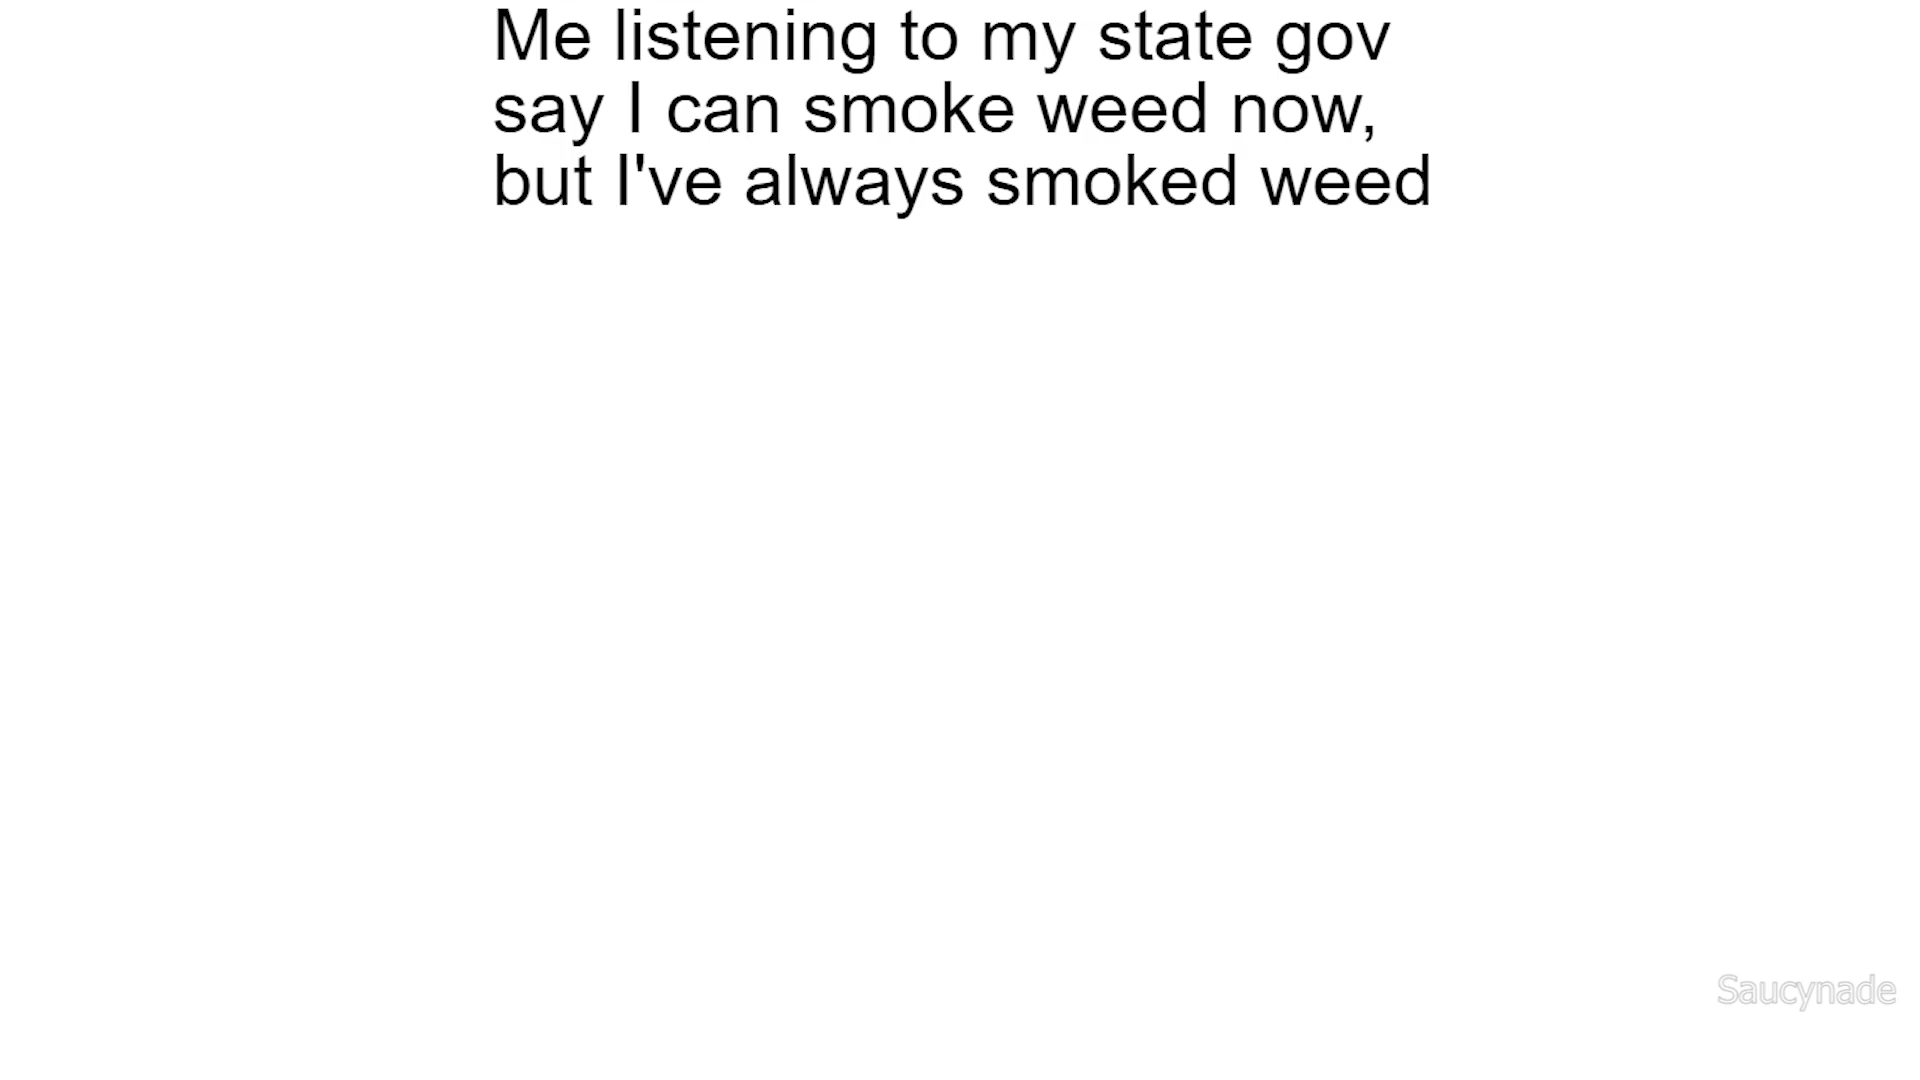 Me listening to my state gov
say I can smoke weed now,
but I've always smoked weed
Saucynade